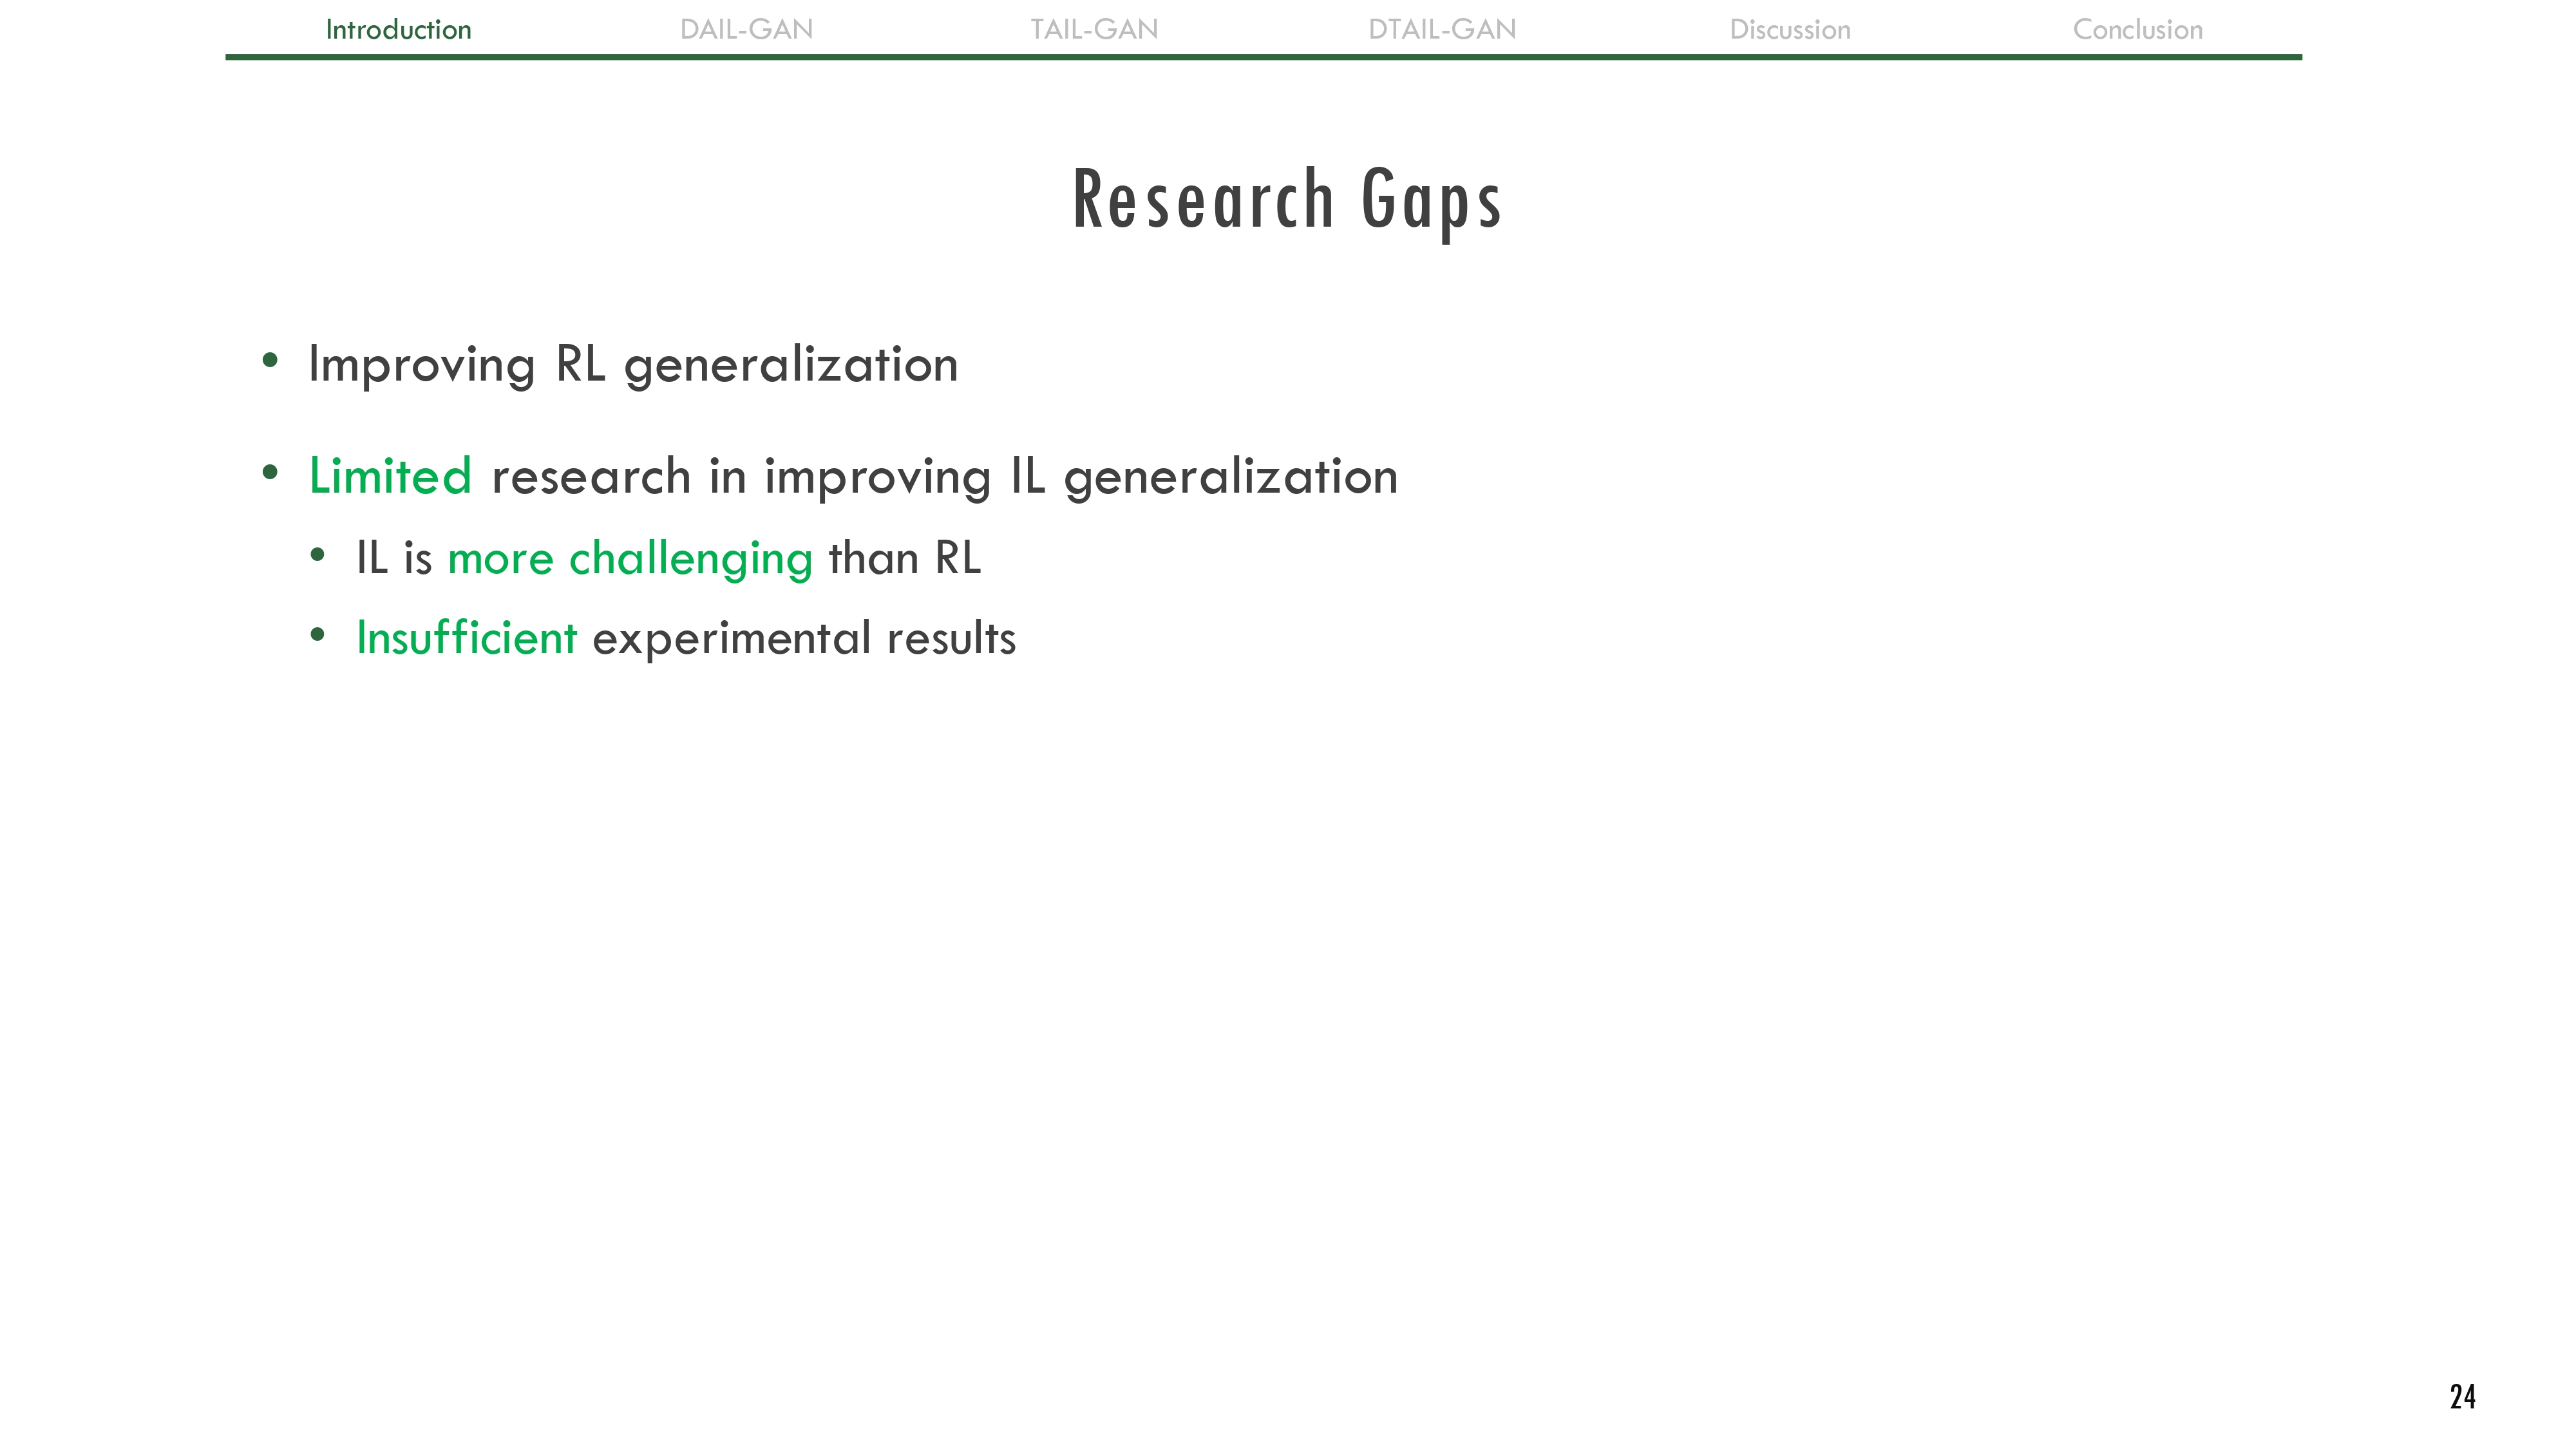 Introduction DAIL-GAN TAIL-GAN DTAIL-GAN Discussion Conclusion
Research Gaps
• Improving RL generalization
• Limited research in improving IL generalization
• IL is more challenging than RL
• Insufficient experimental results
24